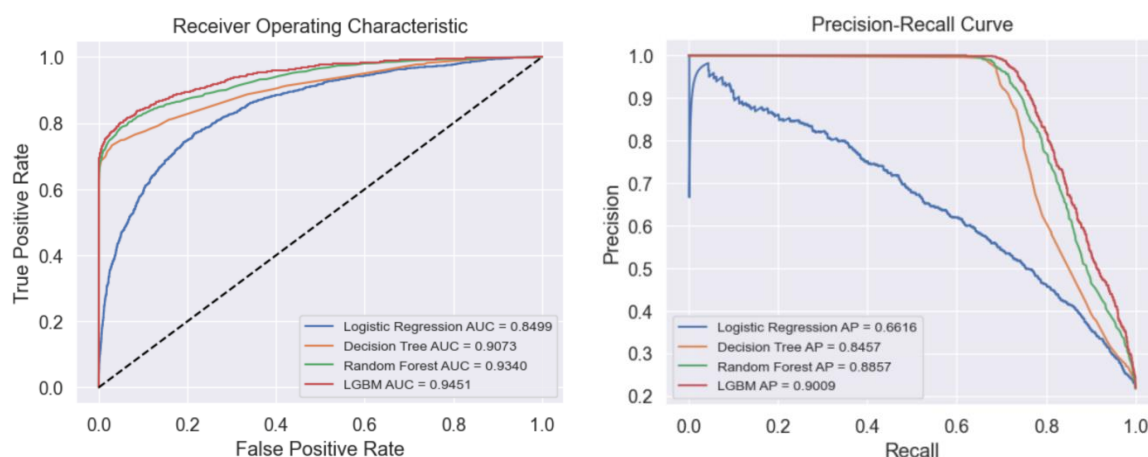 Receiver Operating Characteristic
1.0
0.8
0.6
0.4
0.2
0.0
True Positive Rate
Logistic Regression AUC = 0.8499
Decision Tree AUC = 0.9073
Random Forest AUC = 0.9340
LGBM AUC = 0.9451
0.0 0.2 0.4 0.6 0.8 1.0
False Positive Rate
Precision-Recall Curve
1.0
0.9
0.8
0.7
0.6
0.5
0.4
0.3
0.2
Precision
Logistic Regression AP = 0.6616
Decision Tree AP = 0.8457
Random Forest AP = 0.8857
LGBM AP = 0.9009
0.0 0.2 0.4 0.6 0.8 1.0
Recall